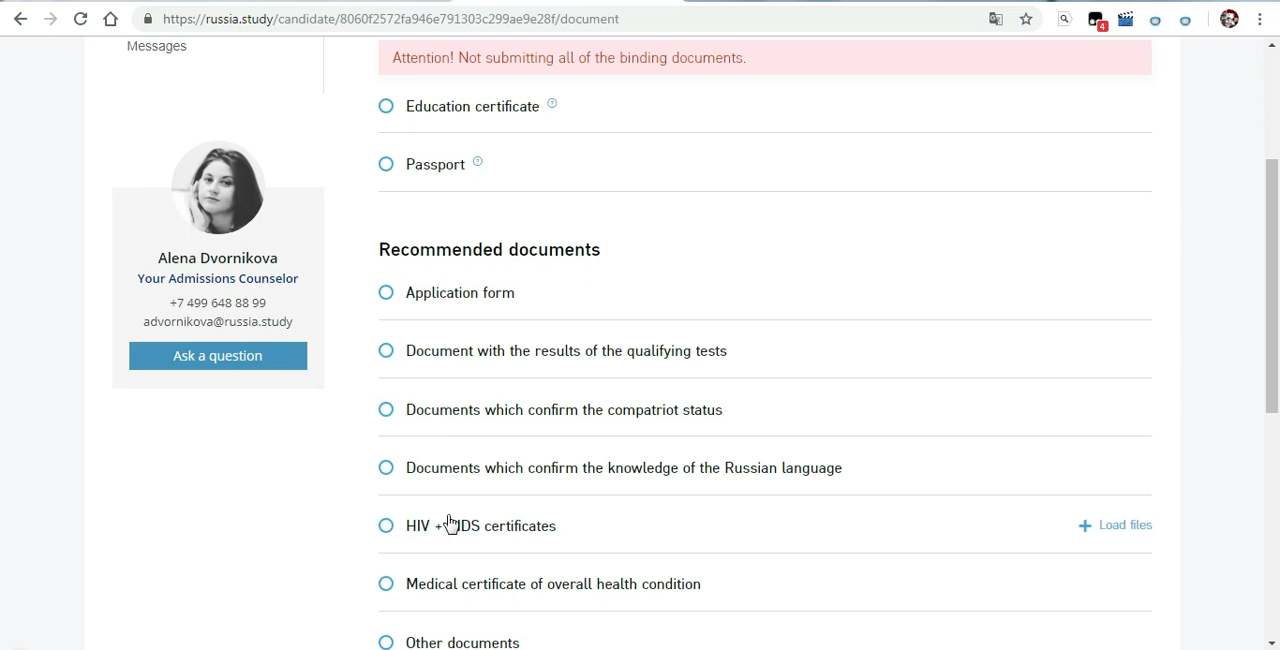 https://russia.study/candidate/8060f2572fa946e791303c299ae9e28f/document
4
Messages
Attention! Not submitting all of the binding documents.
Education certificate ?
Passport ?
Alena Dvornikova
Your Admissions Counselor
+7 499 648 88 99
advornikova@russia.study
Ask a question
Recommended documents
Application form
Document with the results of the qualifying tests
Documents which confirm the compatriot status
Documents which confirm the knowledge of the Russian language
HIV + IDS certificates
+ Load files
Medical certificate of overall health condition
Other documents